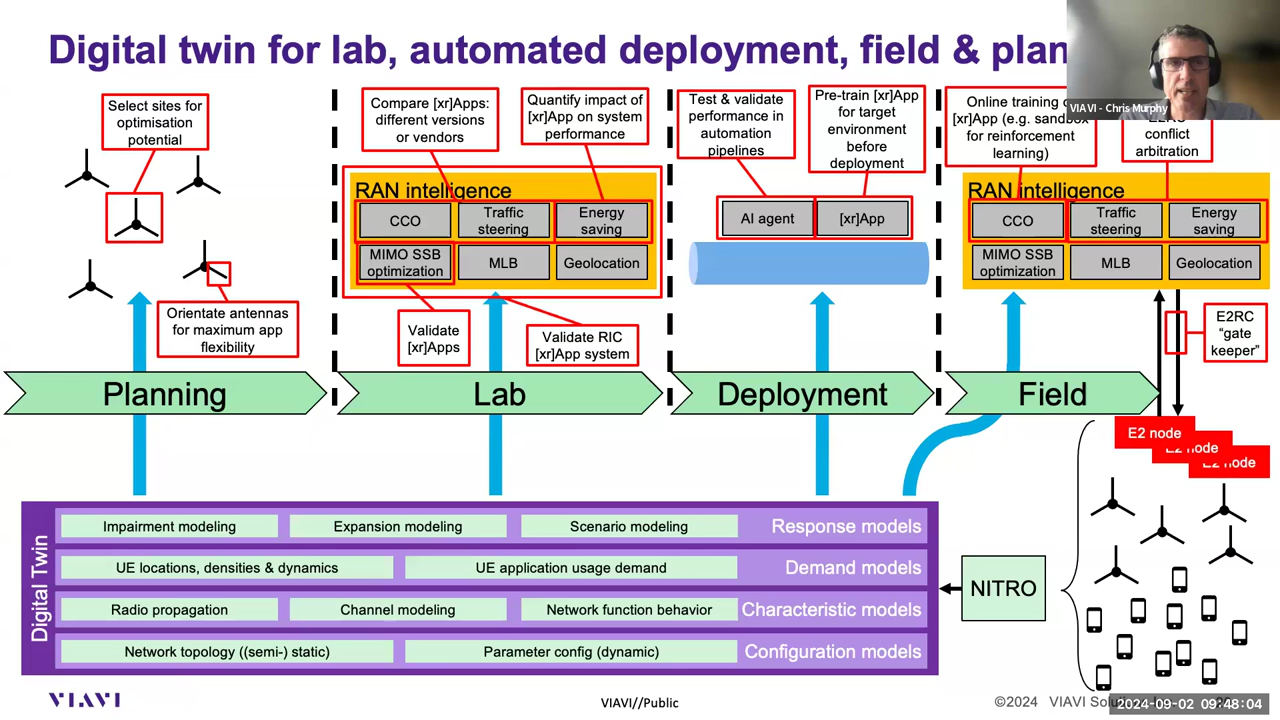 Digital twin for lab, automated deployment, field & plan
VIAVI - Chris Murphy
Select sites for
optimisation
potential
Orientate antennas
for maximum app
flexibility
Compare [xr]Apps:
different versions
or vendors
Quantify impact of
[xr]App on system
performance
RAN intelligence
CCO
Traffic
steering
Energy
saving
MIMO SSB
optimization
MLB
Geolocation
Validate
[xr]Apps
Validate RIC
[xr]App system
Test & validate
performance in
automation
pipelines
Pre-train [xr]App
for target
environment
before
deployment
AI agent
[xr]App
Online training
[xr]App (e.g. sandbox
for reinforcement
learning)
conflict
arbitration
RAN intelligence
CCO
Traffic
steering
Energy
saving
MIMO SSB
optimization
MLB
Geolocation
E2RC
“gate
keeper”
Planning
Lab
Deployment
Field
E2 node
E2 node
E2 node
Digital Twin
Impairment modeling
Expansion modeling
Scenario modeling
Response models
UE locations, densities & dynamics
UE application usage demand
Demand models
Radio propagation
Channel modeling
Network function behavior
Characteristic models
Network topology ((semi-) static)
Parameter config (dynamic)
Configuration models
NITRO
VIAVI
VIAVI//Public
©2024 VIAVI
2024-09-02 09:48:04